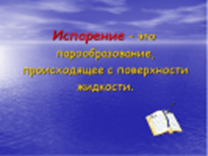 Испарение – это
парообразование,
происходящее с поверхности
жидкости.